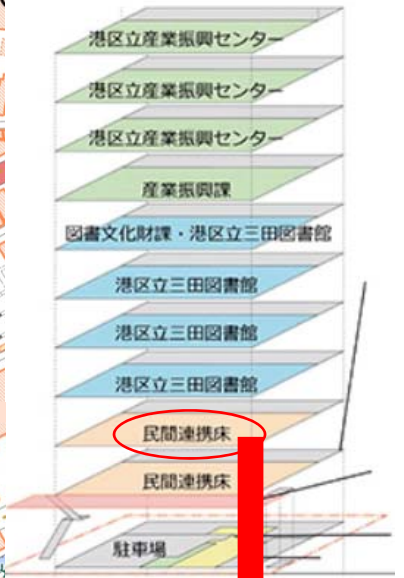 港区立産業振興センター
港区立産業振興センター
港区立産業振興センター
産業振興課
図書文化財課・港区立三田図書館
港区立三田図書館
港区立三田図書館
港区立三田図書館
民間連携床
民間連携床
駐車場